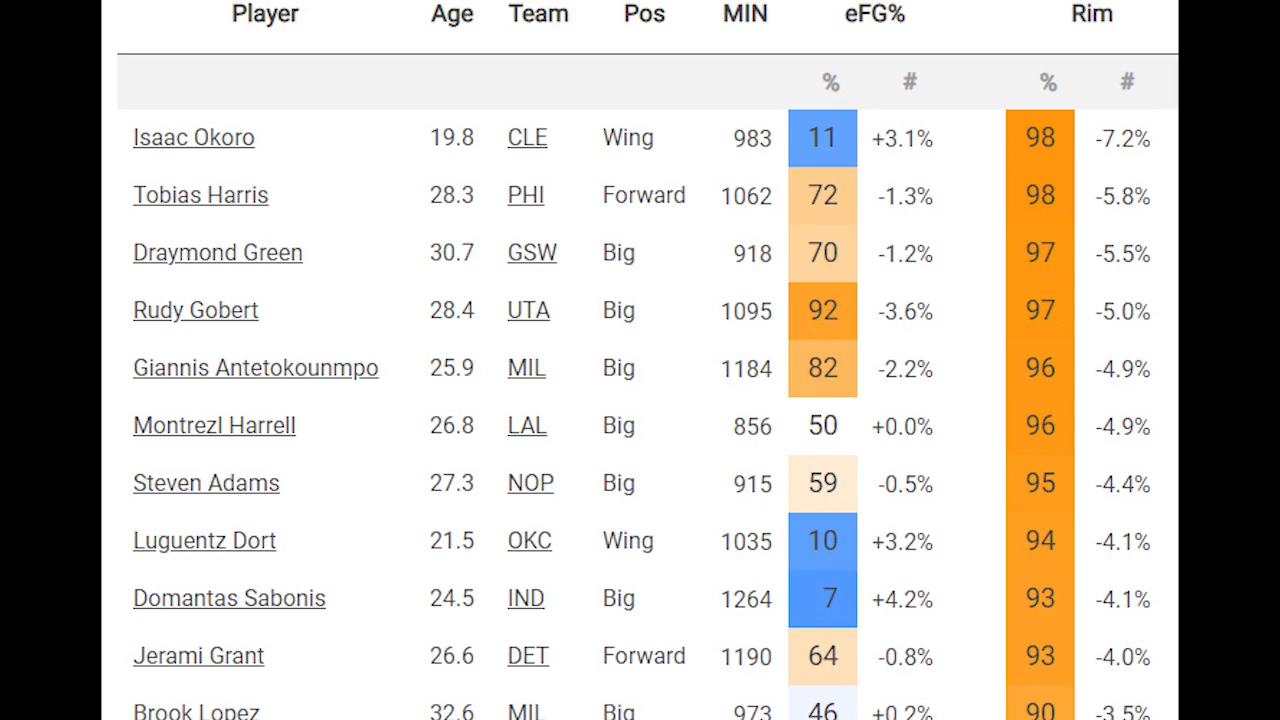 Player Age Team Pos MIN eFG% Rim
% # % #
Isaac Okoro 19.8 CLE Wing 983 11 +3.1% 98 -7.2%
Tobias Harris 28.3 PHI Forward 1062 72 -1.3% 98 -5.8%
Draymond Green 30.7 GSW Big 918 70 -1.2% 97 -5.5%
Rudy Gobert 28.4 UTA Big 1095 92 -3.6% 97 -5.0%
Giannis Antetokounmpo 25.9 MIL Big 1184 82 -2.2% 96 -4.9%
Montrezl Harrell 26.8 LAL Big 856 50 +0.0% 96 -4.9%
Steven Adams 27.3 NOP Big 915 59 -0.5% 95 -4.4%
Luguentz Dort 21.5 OKC Wing 1035 10 +3.2% 94 -4.1%
Domantas Sabonis 24.5 IND Big 1264 7 +4.2% 93 -4.1%
Jerami Grant 26.6 DET Forward 1190 64 -0.8% 93 -4.0%
Brook Lopez 32.6 MIL Big 973 46 +0.2% 90 -3.5%